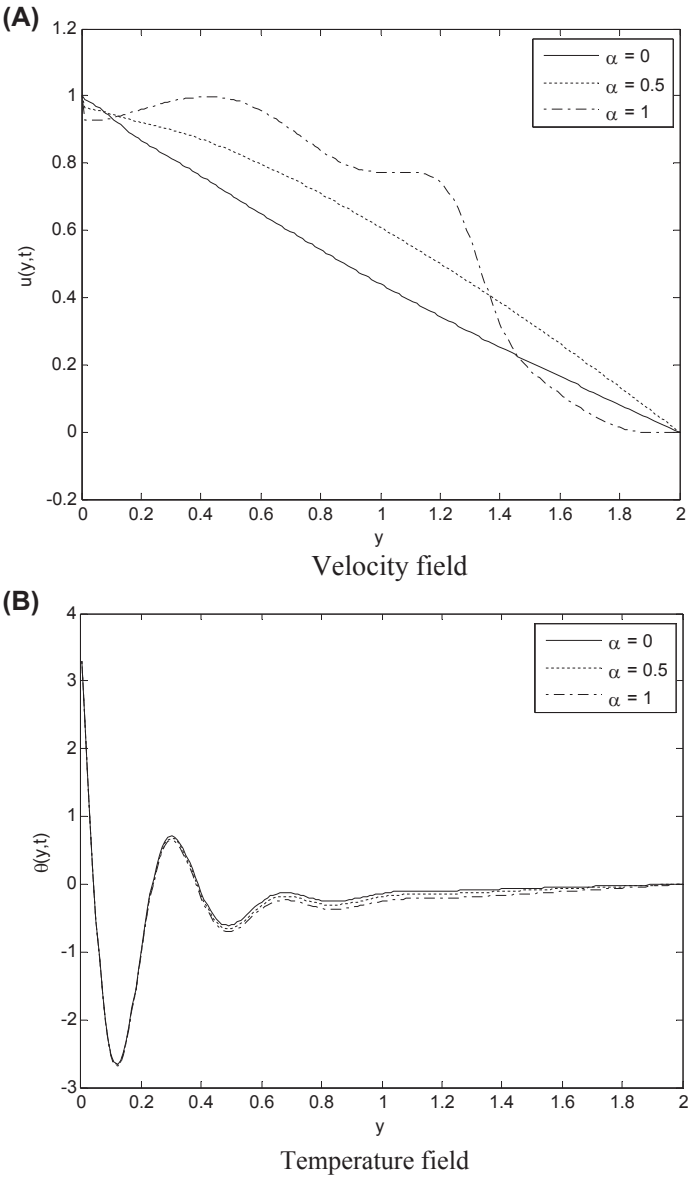 (A)
1.2
1
0.8
0.6
0.4
0.2
0
-0.2
u(y,t)
α = 0
α = 0.5
α = 1
0 0.2 0.4 0.6 0.8 1 1.2 1.4 1.6 1.8 2
y
Velocity field
(B)
4
3
2
1
0
-1
-2
-3
θ(y,t)
α = 0
α = 0.5
α = 1
0 0.2 0.4 0.6 0.8 1 1.2 1.4 1.6 1.8 2
y
Temperature field